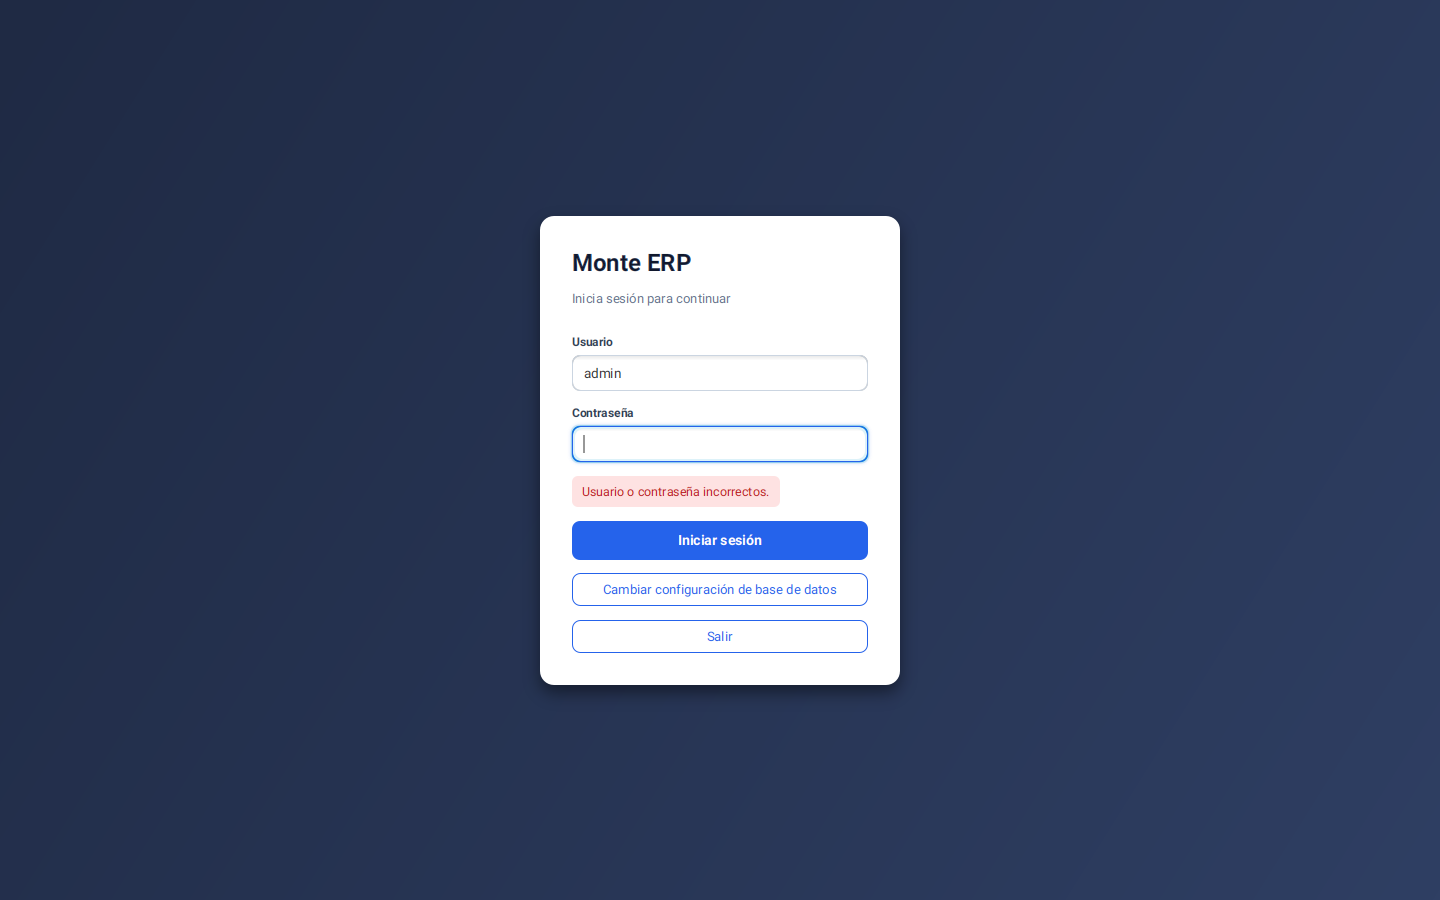 Monte ERP
Inicia sesión para continuar
Usuario
admin
Contraseña
Usuario o contraseña incorrectos.
Iniciar sesión
Cambiar configuración de base de datos
Salir